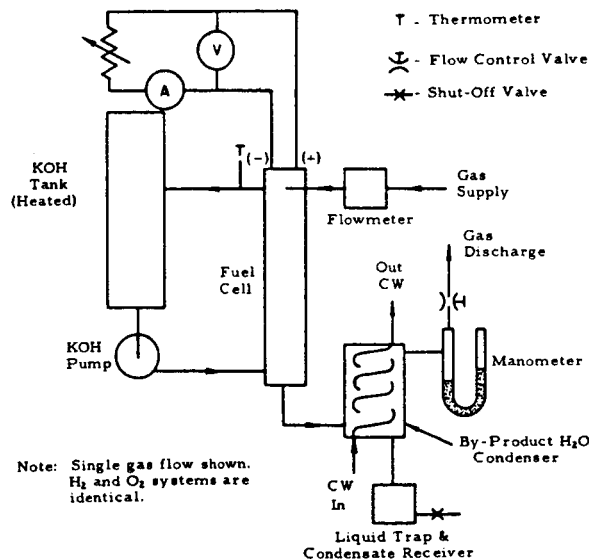 T - Thermometer
- Flow Control Valve
- Shut-Off Valve
V
A
KOH
Tank
(Heated)
T
(-)
(+)
Gas
Supply
Flowmeter
Gas
Discharge
Fuel
Cell
Out
CW
KOH
Pump
Manometer
By-Product H₂O
Condenser
Note: Single gas flow shown.
H₂ and O₂ systems are
identical.
CW
In
Liquid Trap &
Condensate Receiver